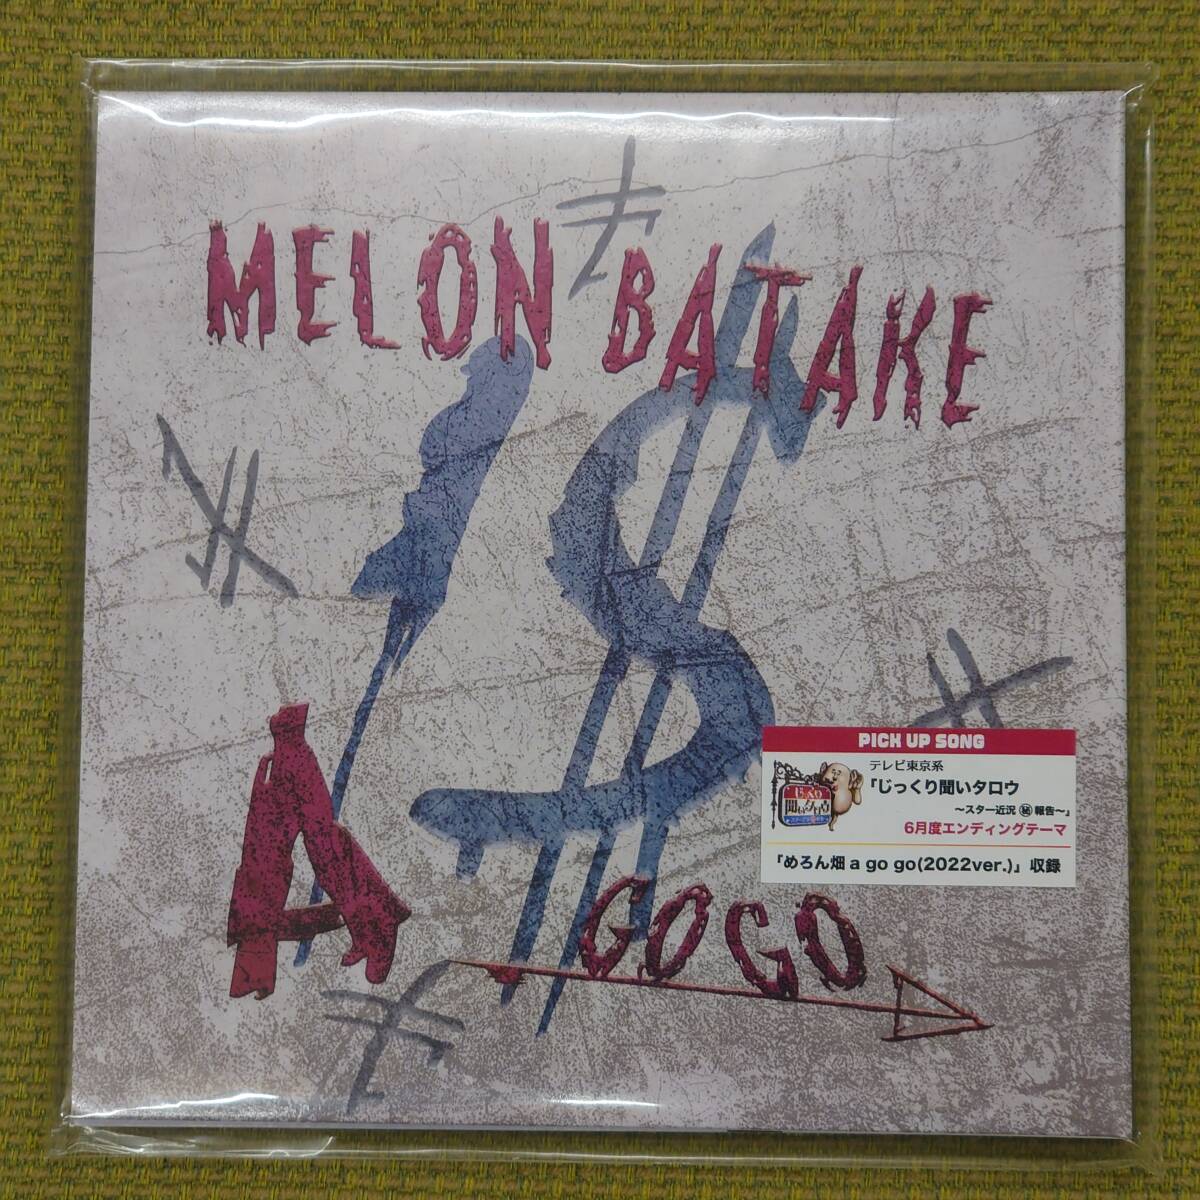 MELON BATAKE
A GO GO
PICK UP SONG
テレビ東京系
「じっくり聞いタロウ
〜スター近況㊙報告〜」
6月度エンディングテーマ
「めろん畑 a go go(2022ver.)」収録